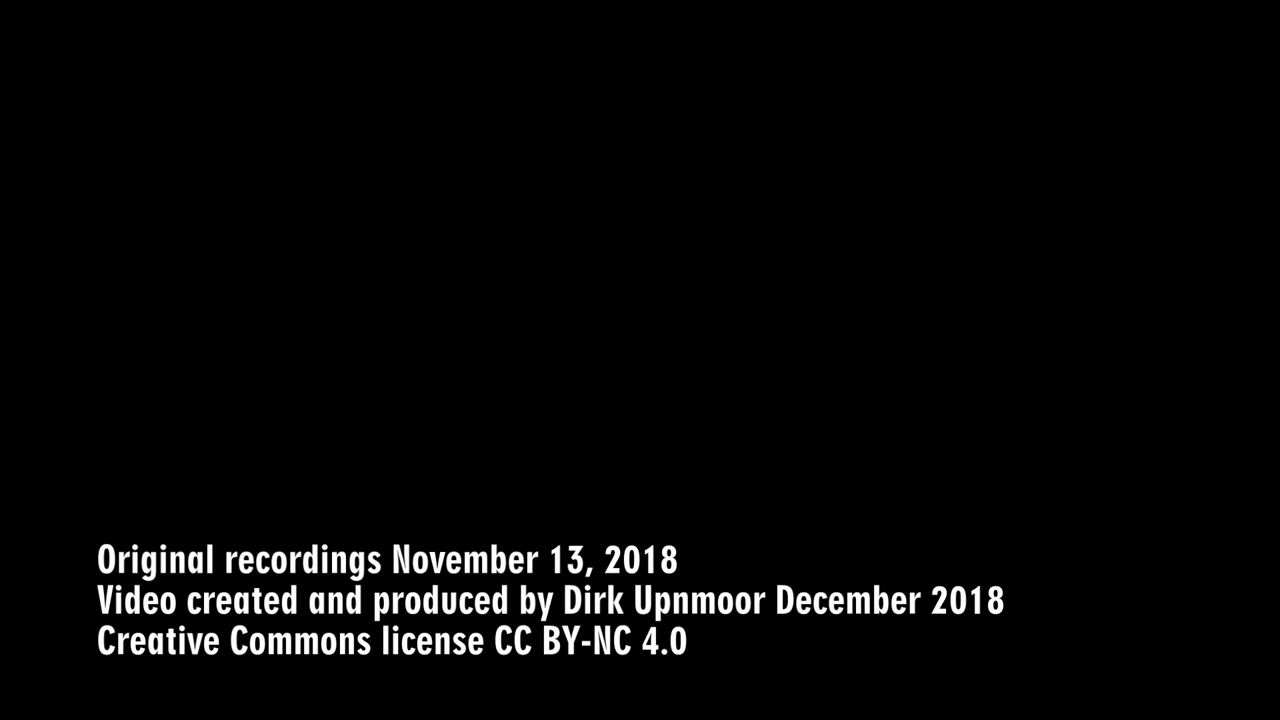 Original recordings November 13, 2018
Video created and produced by Dirk Upnmoor December 2018
Creative Commons license CC BY-NC 4.0